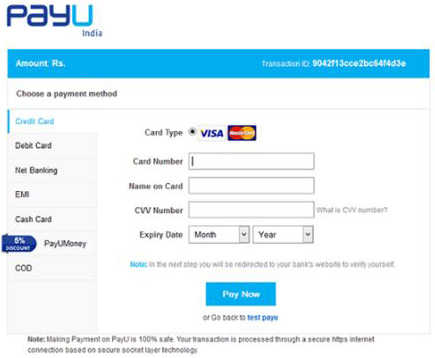 PayU
India
Amount: Rs. Transaction ID: 9042f13cce2bc64f4d3e
Choose a payment method
Credit Card
Debit Card
Net Banking
EMI
Cash Card
5% DISCOUNT PayUMoney
COD
Card Type VISA MasterCard
Card Number
Name on Card
CVV Number What is CVV number?
Expiry Date Month Year
Note: In the next step you will be redirected to your bank's website to verify yourself.
Pay Now
or Go back to test payu
Note: Making Payment on PayU is 100% safe. Your transaction is processed through a secure https internet
connection based on secure socket layer technology.